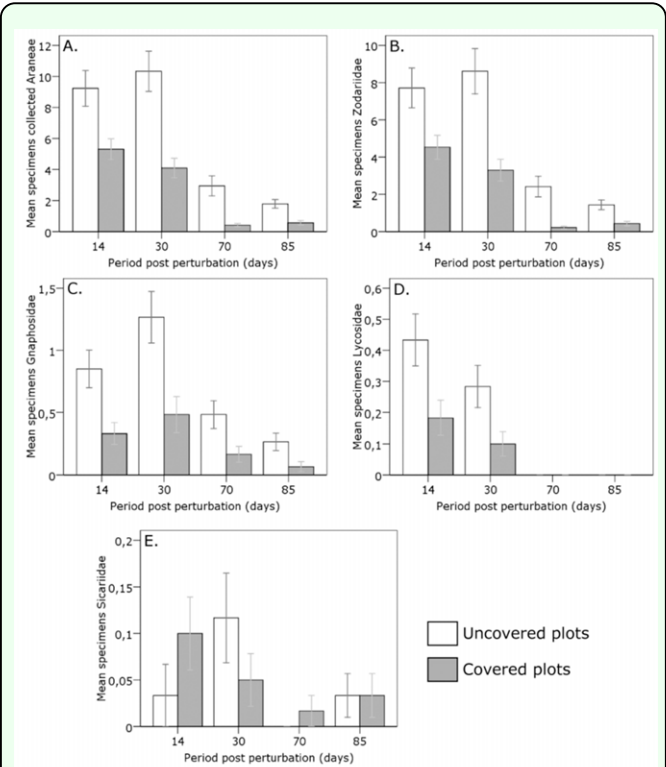 A.
Mean specimens collected Araneae
12
10
8
6
4
2
0
14 30 70 85
Period post perturbation (days)
B.
Mean specimens Zodariidae
10
8
6
4
2
0
14 30 70 85
Period post perturbation (days)
C.
Mean specimens Gnaphosidae
1,5
1
0,5
0
14 30 70 85
Period post perturbation (days)
D.
Mean specimens Lycosidae
0,6
0,5
0,4
0,3
0,2
0,1
0
14 30 70 85
Period post perturbation (days)
E.
Mean specimens Sicariidae
0,2
0,15
0,1
0,05
0
14 30 70 85
Period post perturbation (days)
Uncovered plots
Covered plots